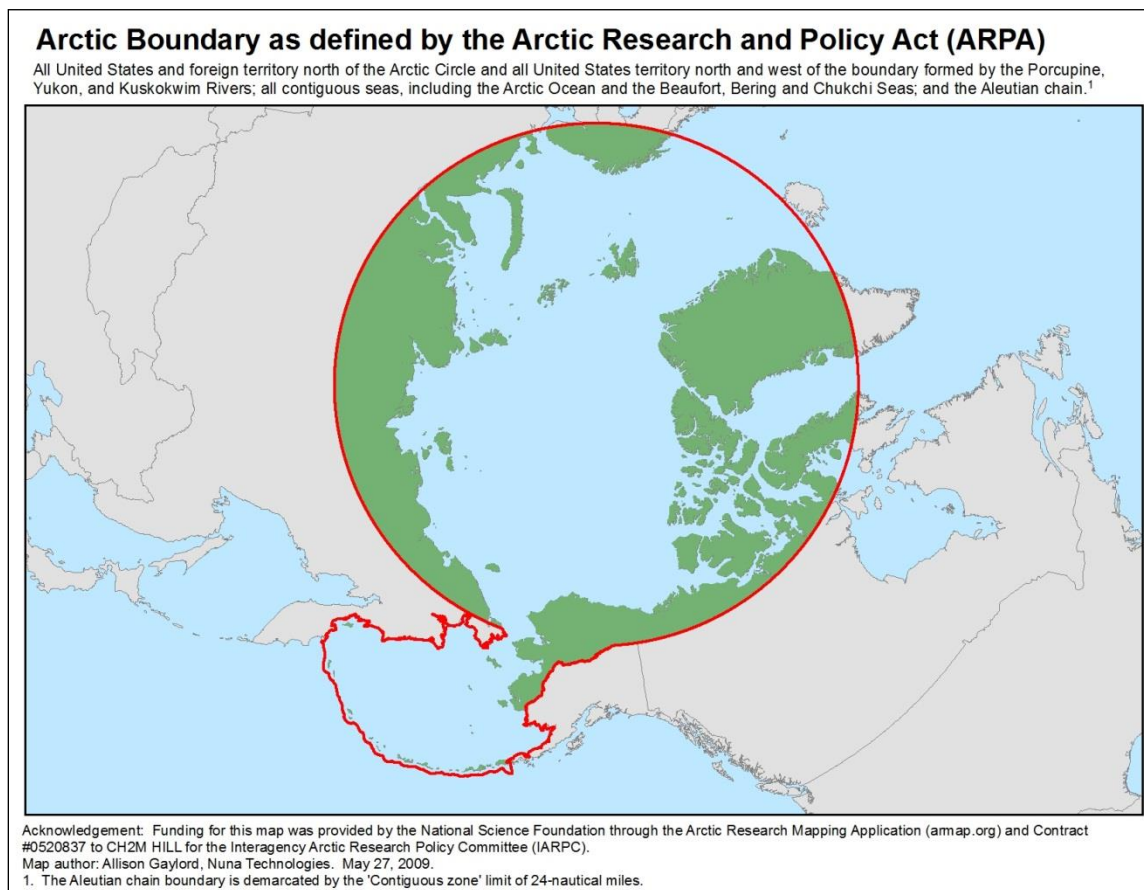 Arctic Boundary as defined by the Arctic Research and Policy Act (ARPA)
All United States and foreign territory north of the Arctic Circle and all United States territory north and west of the boundary formed by the Porcupine,
Yukon, and Kuskokwim Rivers; all contiguous seas, including the Arctic Ocean and the Beaufort, Bering and Chukchi Seas; and the Aleutian chain.¹
Acknowledgement: Funding for this map was provided by the National Science Foundation through the Arctic Research Mapping Application (armap.org) and Contract
#0520837 to CH2M HILL for the Interagency Arctic Research Policy Committee (IARPC).
Map author: Allison Gaylord, Nuna Technologies. May 27, 2009.
1. The Aleutian chain boundary is demarcated by the 'Contiguous zone' limit of 24-nautical miles.